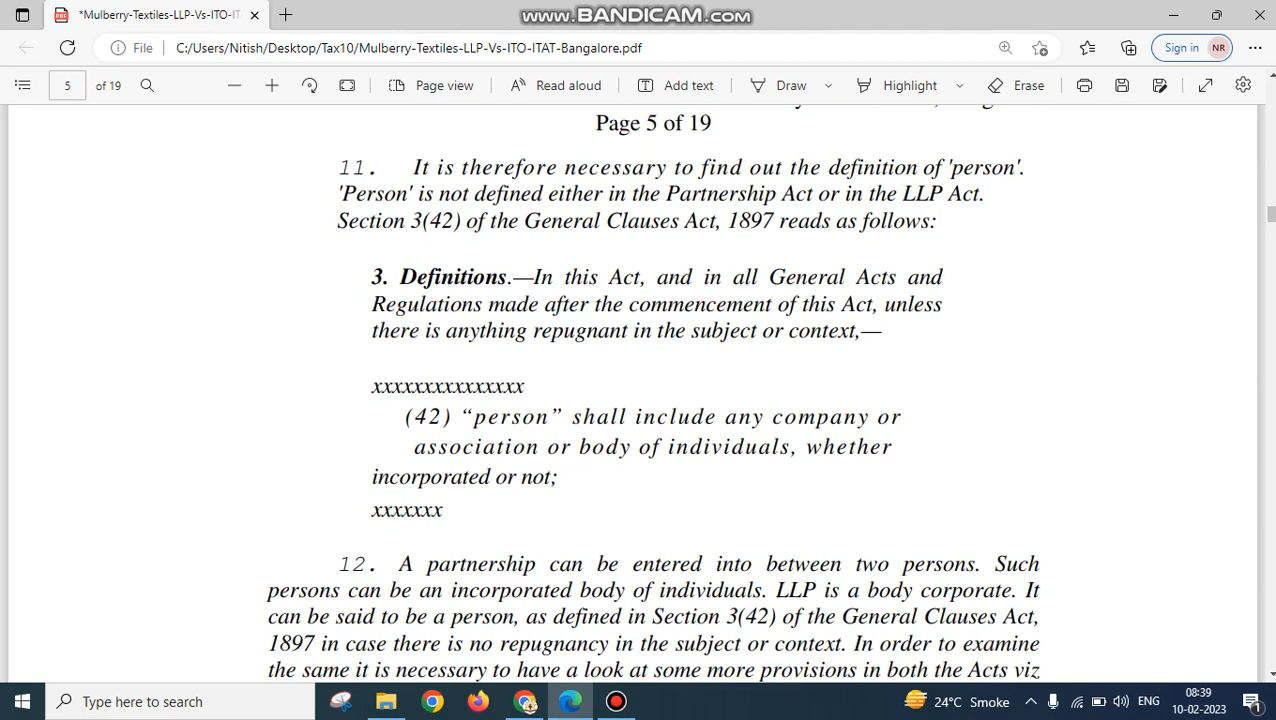 *Mulberry-Textiles-LLP-Vs-ITO-IT
www.BANDICAM.com
File C:/Users/Nitish/Desktop/Tax10/Mulberry-Textiles-LLP-Vs-ITO-ITAT-Bangalore.pdf Sign in NR
5 of 19 Page view Read aloud Add text Draw Highlight Erase
Page 5 of 19
11. It is therefore necessary to find out the definition of 'person'.
'Person' is not defined either in the Partnership Act or in the LLP Act.
Section 3(42) of the General Clauses Act, 1897 reads as follows:
3. Definitions.—In this Act, and in all General Acts and
Regulations made after the commencement of this Act, unless
there is anything repugnant in the subject or context,—
xxxxxxxxxxxxxxx
(42) “person” shall include any company or
association or body of individuals, whether
incorporated or not;
xxxxxxx
12. A partnership can be entered into between two persons. Such
persons can be an incorporated body of individuals. LLP is a body corporate. It
can be said to be a person, as defined in Section 3(42) of the General Clauses Act,
1897 in case there is no repugnancy in the subject or context. In order to examine
the same it is necessary to have a look at some more provisions in both the Acts viz
Type here to search 24°C Smoke ENG 08:39
10-02-2023 1